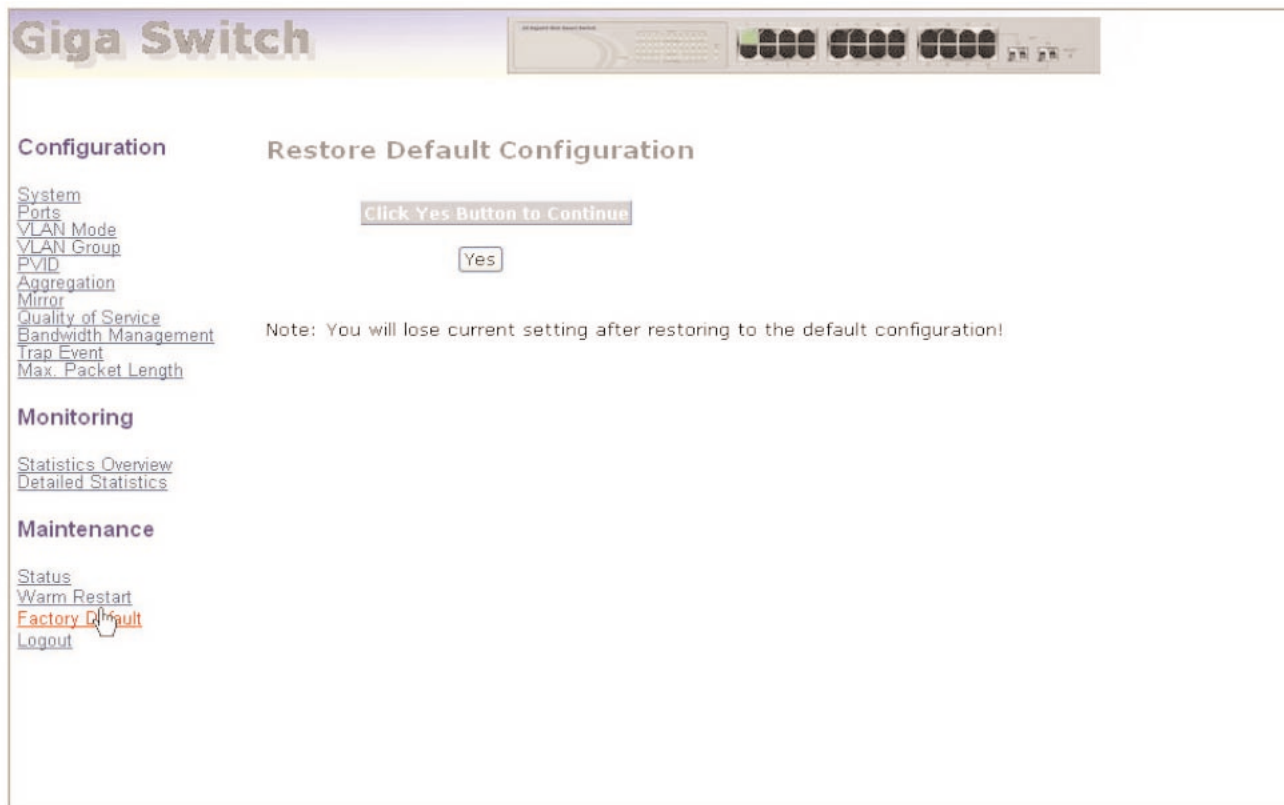 Giga Switch
Configuration
System
Ports
VLAN Mode
VLAN Group
PVID
Aggregation
Mirror
Quality of Service
Bandwidth Management
Trap Event
Max. Packet Length
Monitoring
Statistics Overview
Detailed Statistics
Maintenance
Status
Warm Restart
Factory Default
Logout
Restore Default Configuration
Click Yes Button to Continue
Yes
Note: You will lose current setting after restoring to the default configuration!